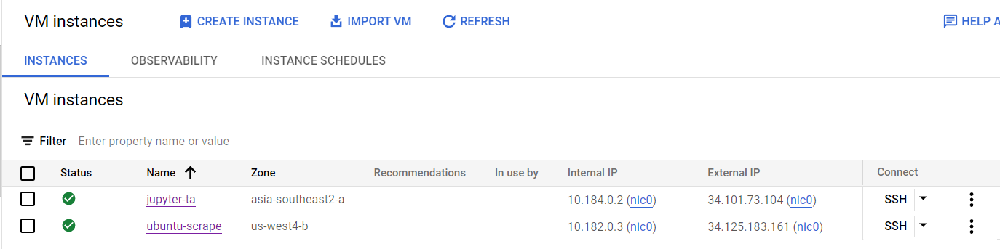 VM instances CREATE INSTANCE IMPORT VM REFRESH HELP A
INSTANCES OBSERVABILITY INSTANCE SCHEDULES
VM instances
Filter Enter property name or value
Status Name Zone Recommendations In use by Internal IP External IP Connect
jupyter-ta asia-southeast2-a 10.184.0.2 (nic0) 34.101.73.104 (nic0) SSH
ubuntu-scrape us-west4-b 10.182.0.3 (nic0) 34.125.183.161 (nic0) SSH